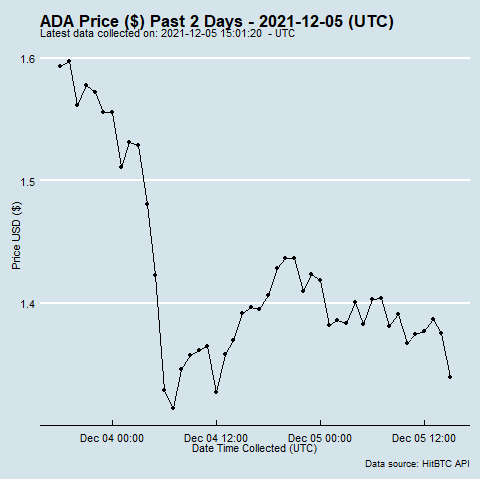 ADA Price ($) Past 2 Days - 2021-12-05 (UTC)
Latest data collected on: 2021-12-05 15:01:20  - UTC
1.6
1.5
1.4
Price USD ($)
Dec 04 00:00 Dec 04 12:00 Dec 05 00:00 Dec 05 12:00
Date Time Collected (UTC)
Data source: HitBTC API